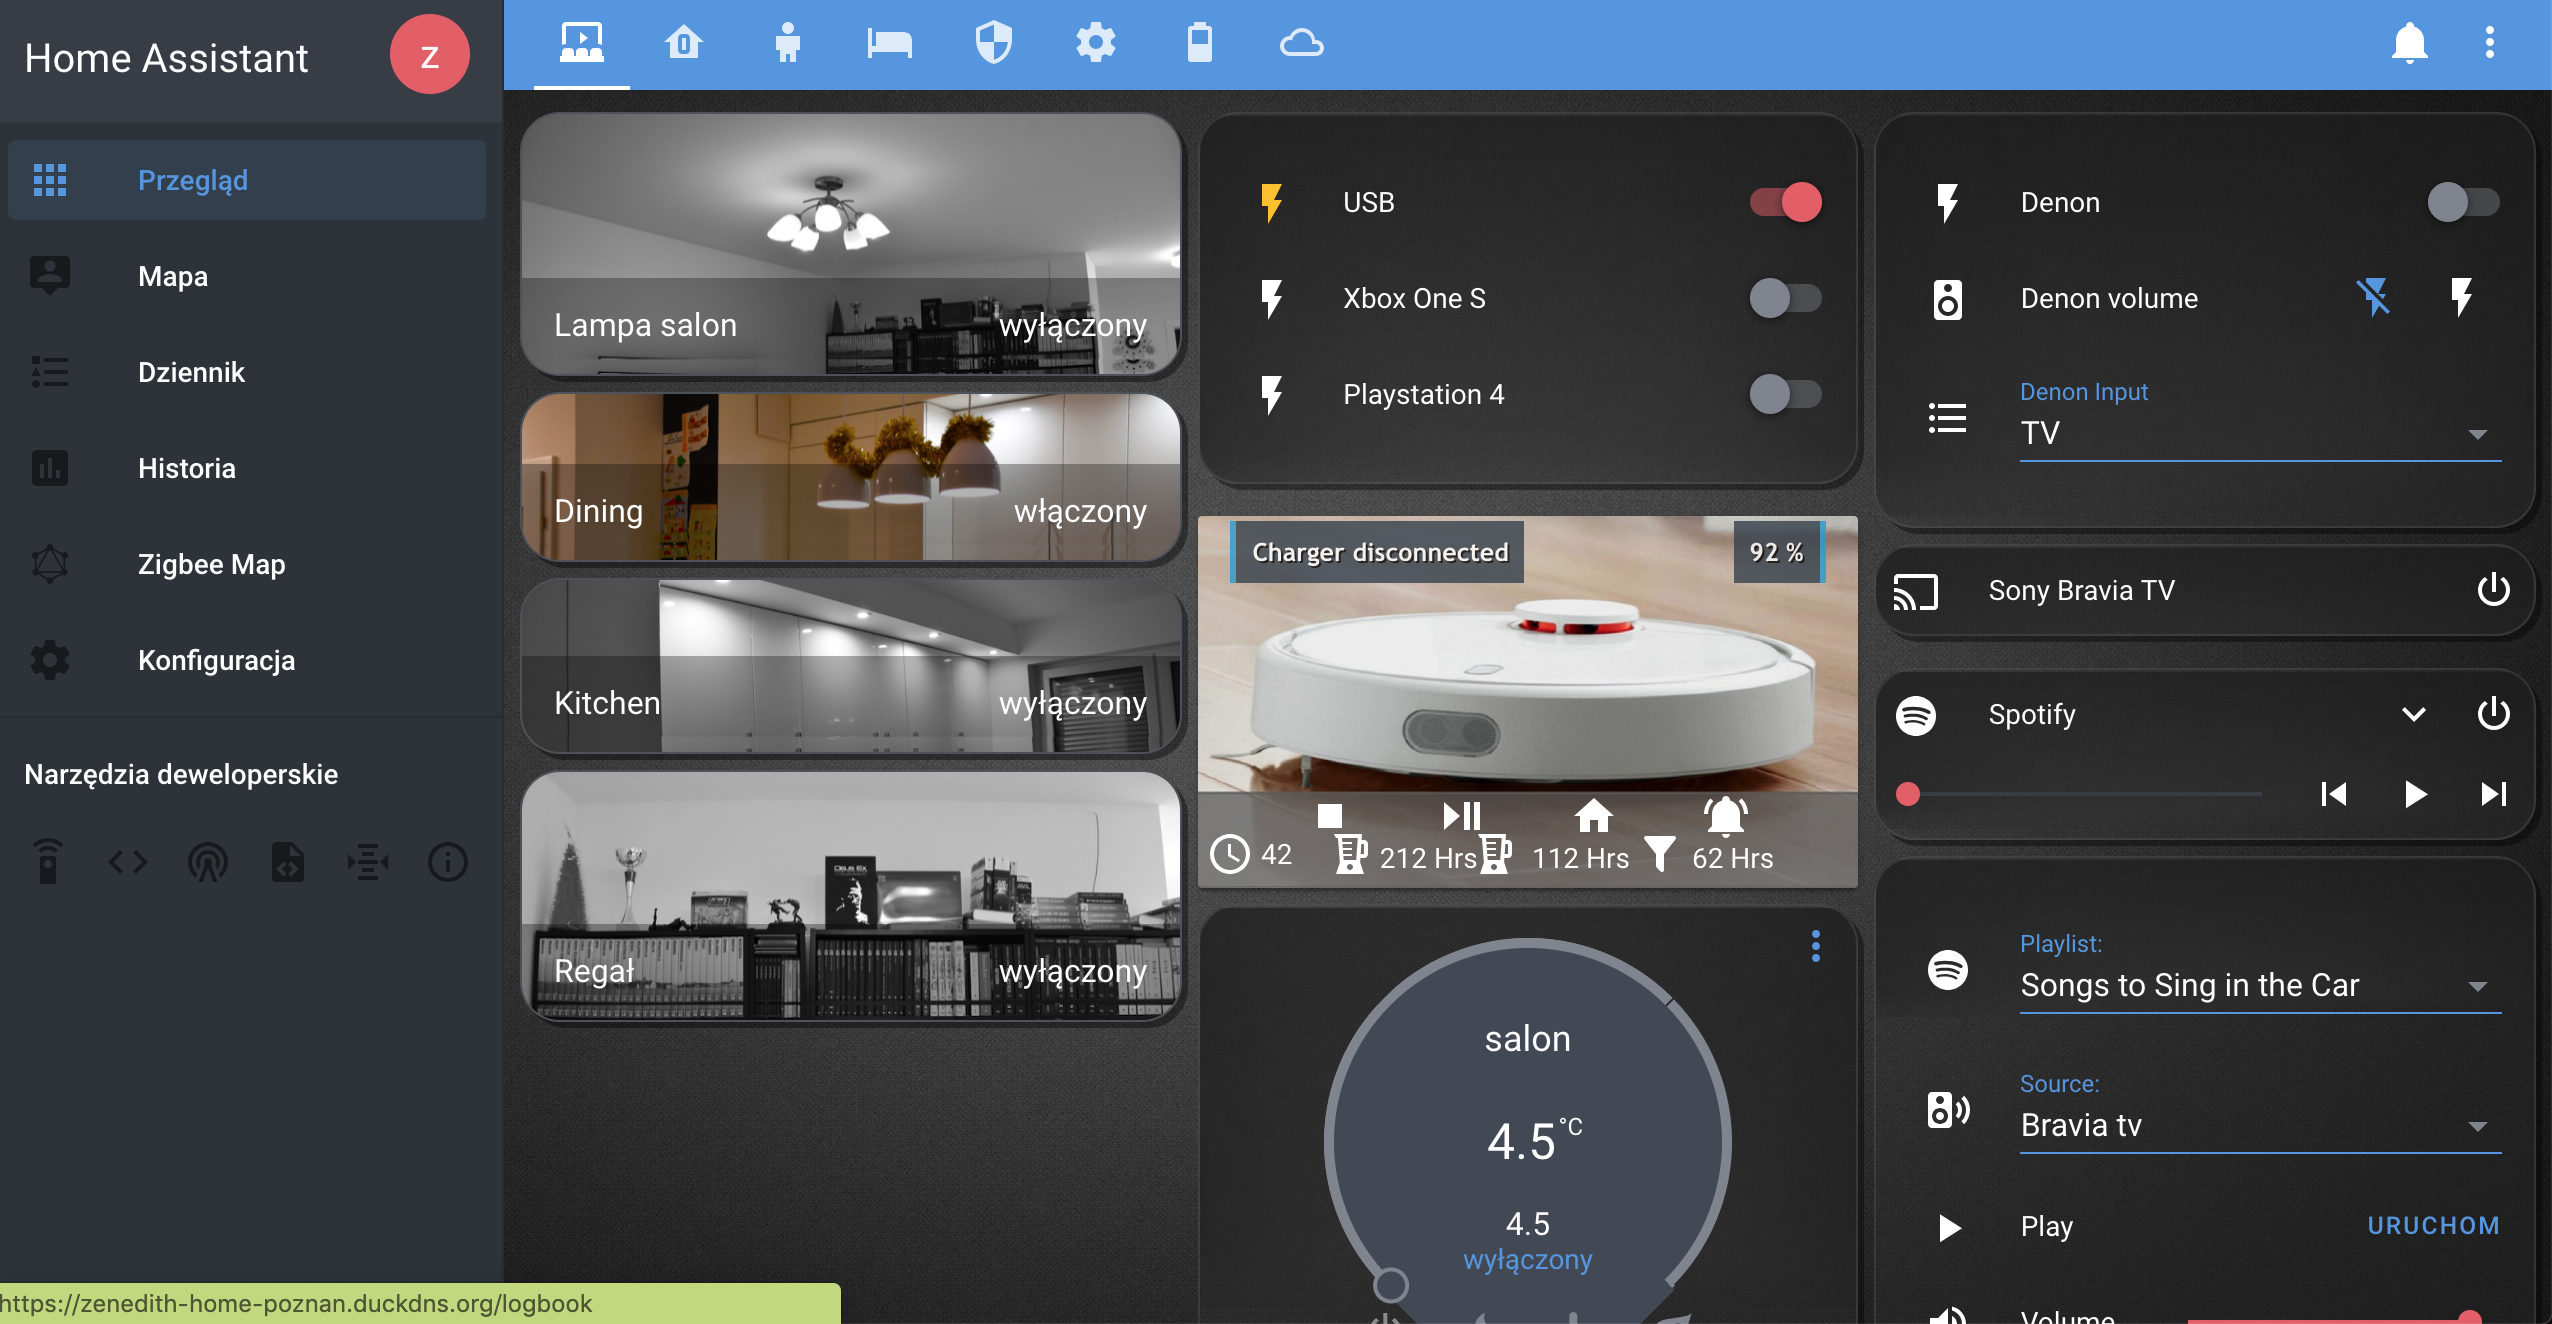 Home Assistant
z
Przegląd
Mapa
Dziennik
Historia
Zigbee Map
Konfiguracja
Narzędzia deweloperskie
https://zenedith-home-poznan.duckdns.org/logbook
Lampa salon wyłączony
Dining włączony
Kitchen wyłączony
Deus Ex
Regał wyłączony
USB
Xbox One S
Playstation 4
Charger disconnected 92 %
42 212 Hrs 112 Hrs 62 Hrs
salon
4.5 °C
4.5
wyłączony
Denon
Denon volume
Denon Input
TV
Sony Bravia TV
Spotify
Playlist:
Songs to Sing in the Car
Source:
Bravia tv
Play URUCHOM
Volume